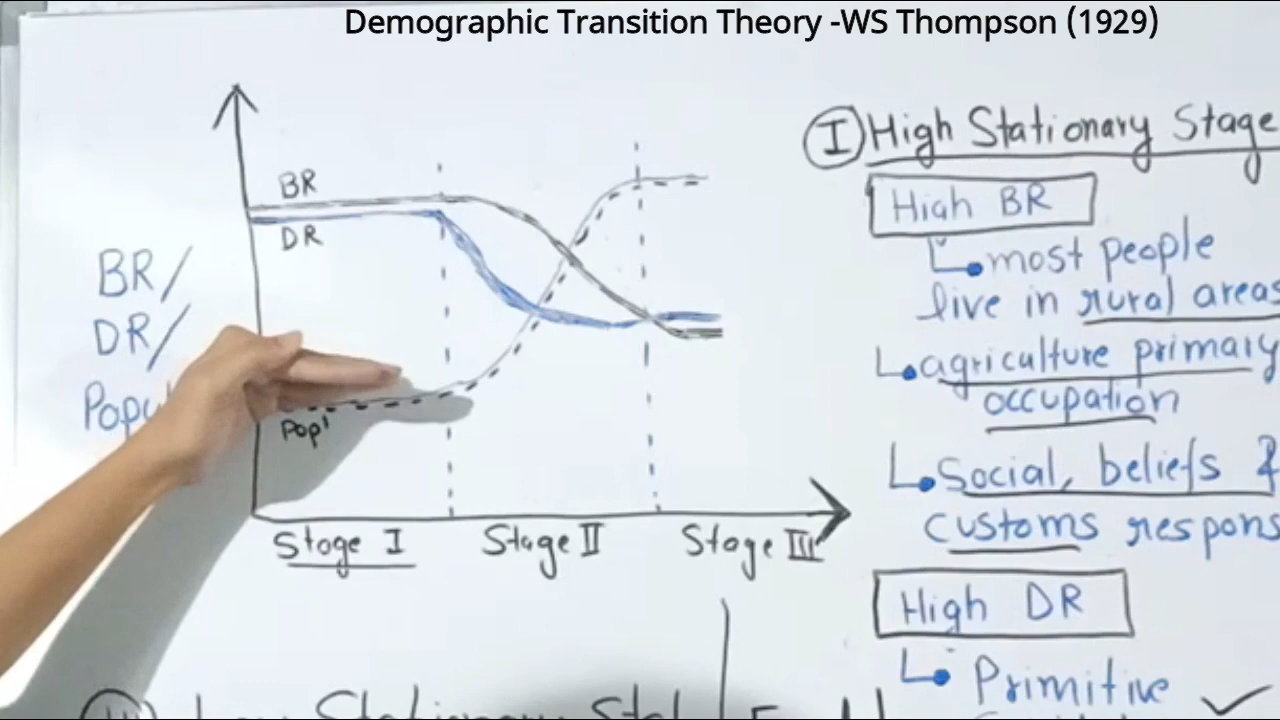 Demographic Transition Theory -WS Thompson (1929)
BR
DR
BR/
DR/
Popl
Stage I
Stage II
Stage III
I High Stationary Stage
High BR
most people
live in rural areas
agriculture primary
occupation
Social, beliefs &
customs respons
High DR
Primitive